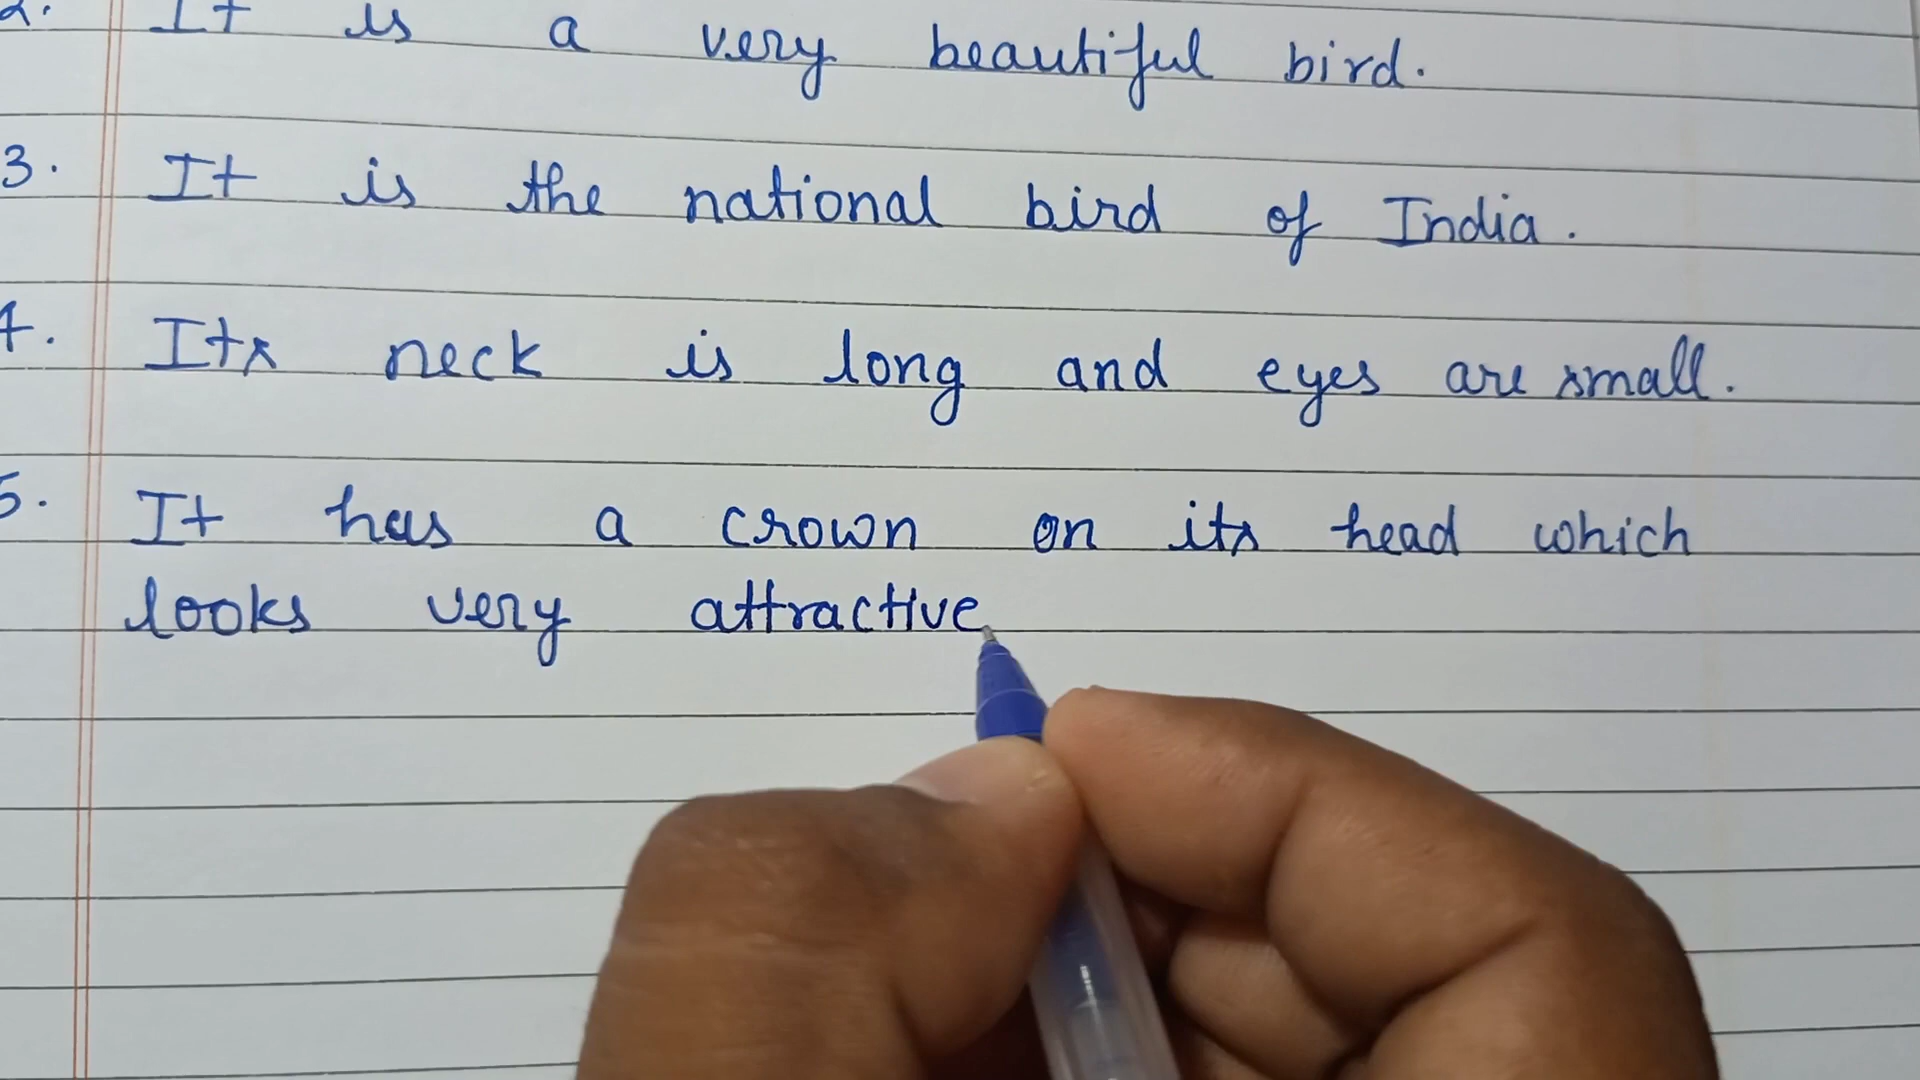 2. It is a very beautiful bird.
3. It is the national bird of India.
4. Its neck is long and eyes are small.
5. It has a crown on its head which
looks very attractive